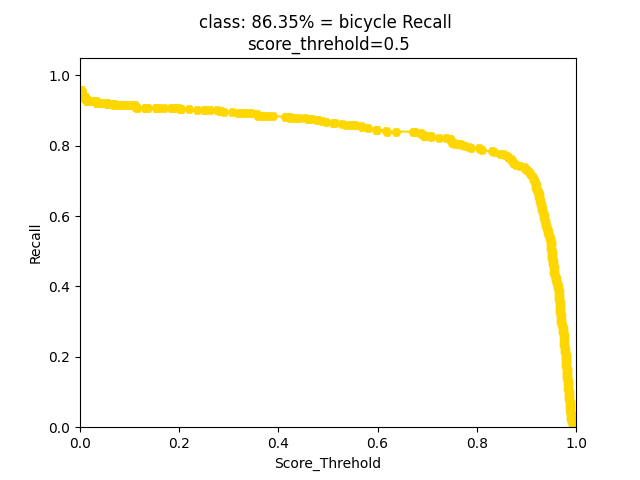 class: 86.35% = bicycle Recall
score_threhold=0.5
1.0
0.8
0.6
0.4
0.2
0.0
Recall
0.0 0.2 0.4 0.6 0.8 1.0
Score_Threhold